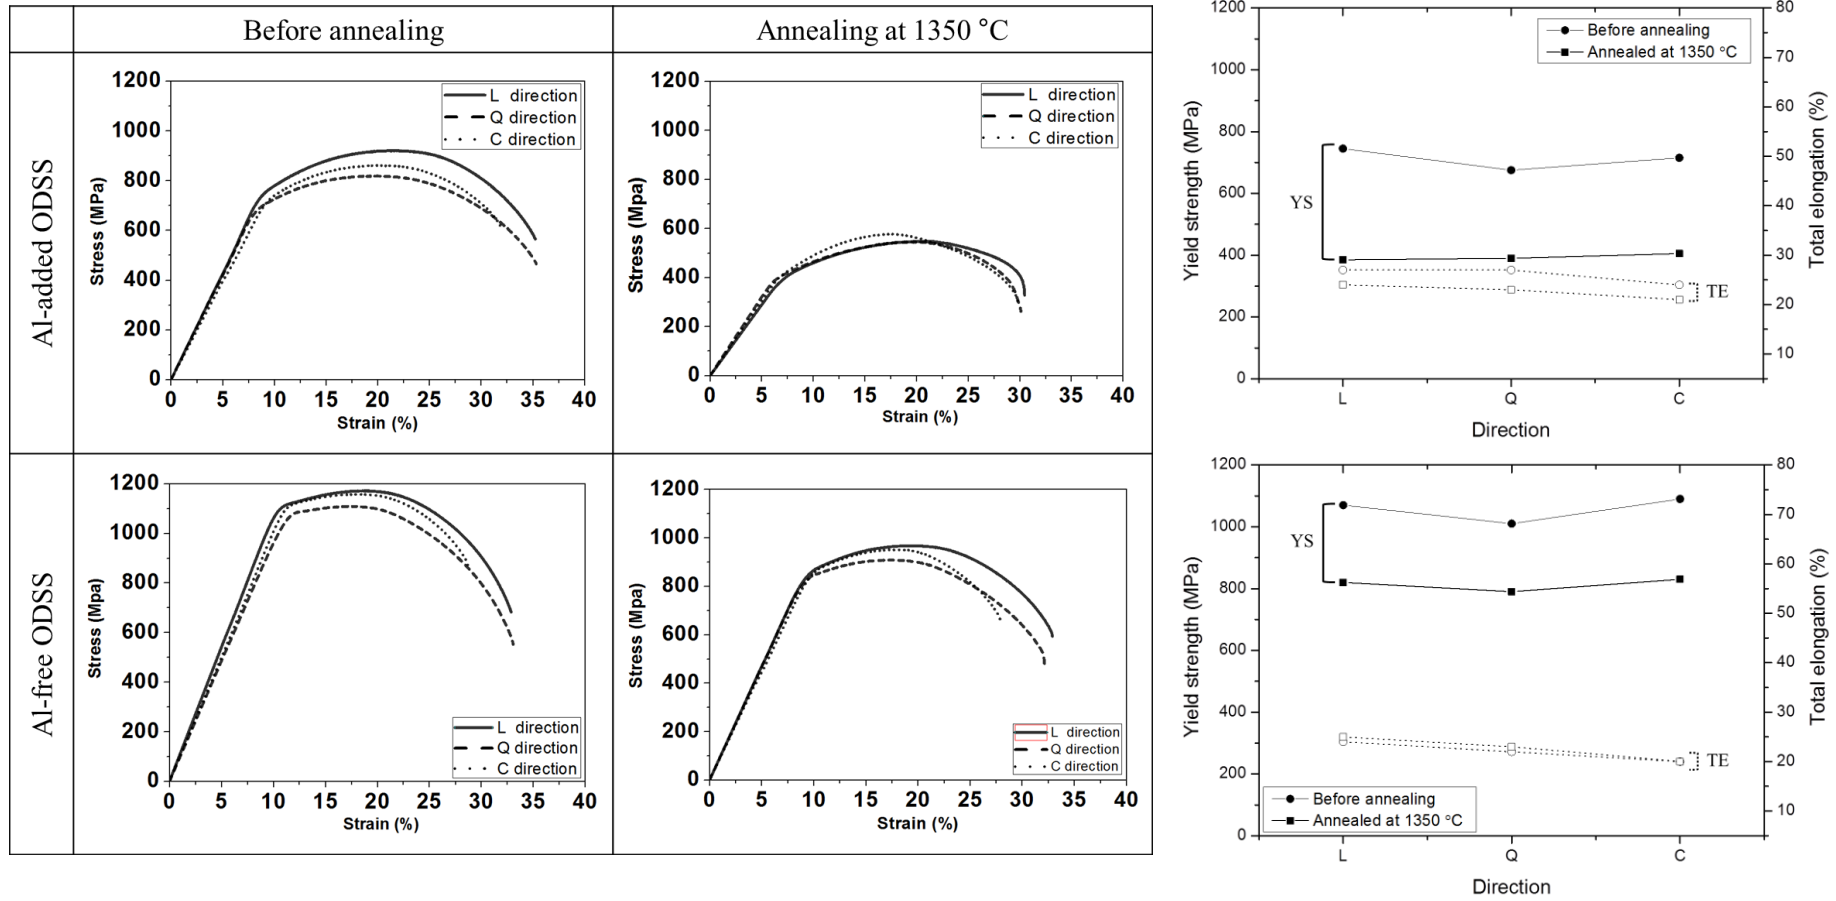 Before annealing
Annealing at 1350 °C
Al-added ODSS
1200
1000
800
600
400
200
0
0 5 10 15 20 25 30 35 40
Stress (MPa)
Strain (%)
L direction
Q direction
C direction
1200
1000
800
600
400
200
0
0 5 10 15 20 25 30 35 40
Stress (Mpa)
Strain (%)
L direction
Q direction
C direction
Al-free ODSS
1200
1000
800
600
400
200
0
0 5 10 15 20 25 30 35 40
Stress (Mpa)
Strain (%)
L direction
Q direction
C direction
1200
1000
800
600
400
200
0
0 5 10 15 20 25 30 35 40
Stress (Mpa)
Strain (%)
L direction
Q direction
C direction
1200
1000
800
600
400
200
0
Yield strength (MPa)
80
70
60
50
40
30
20
10
Total elongation (%)
Before annealing
Annealed at 1350 °C
YS
TE
L Q C
Direction
1200
1000
800
600
400
200
0
Yield strength (MPa)
80
70
60
50
40
30
20
10
Total elongation (%)
YS
TE
Before annealing
Annealed at 1350 °C
L Q C
Direction